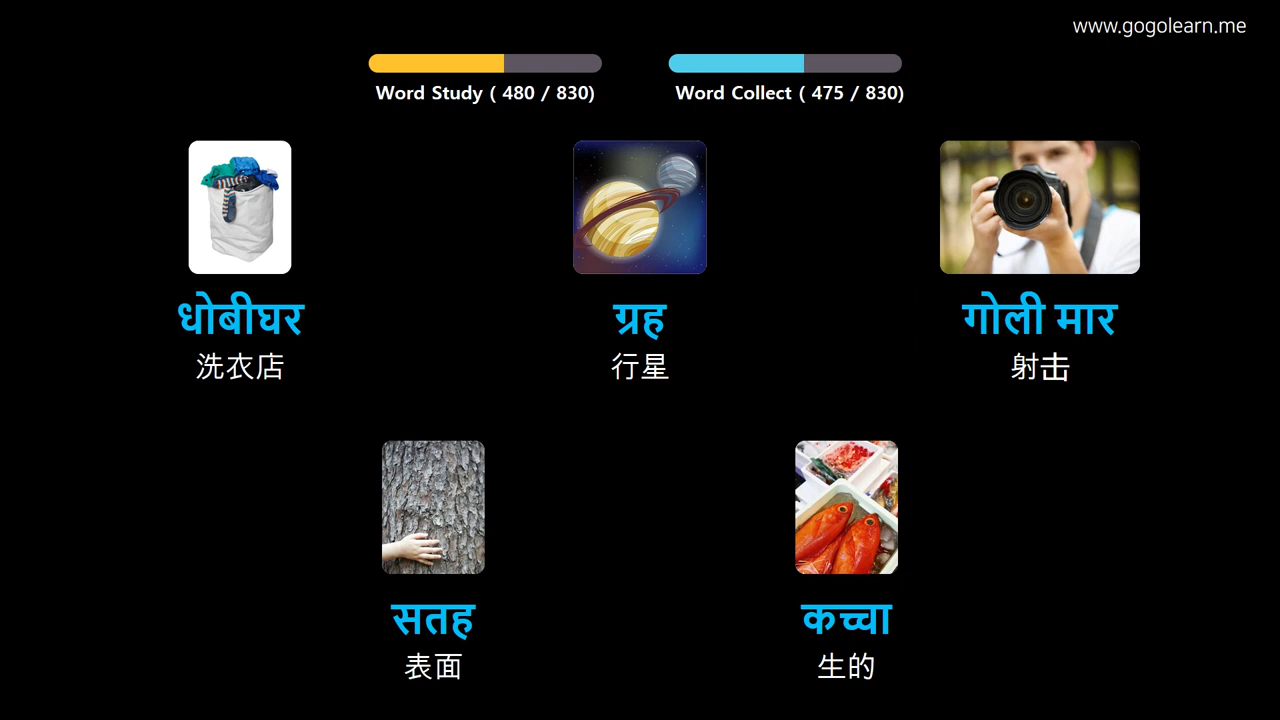 www.gogolearn.me
Word Study ( 480 / 830)
Word Collect ( 475 / 830)
धोबीघर
洗衣店
ग्रह
行星
गोली मार
射击
सतह
表面
कच्चा
生的